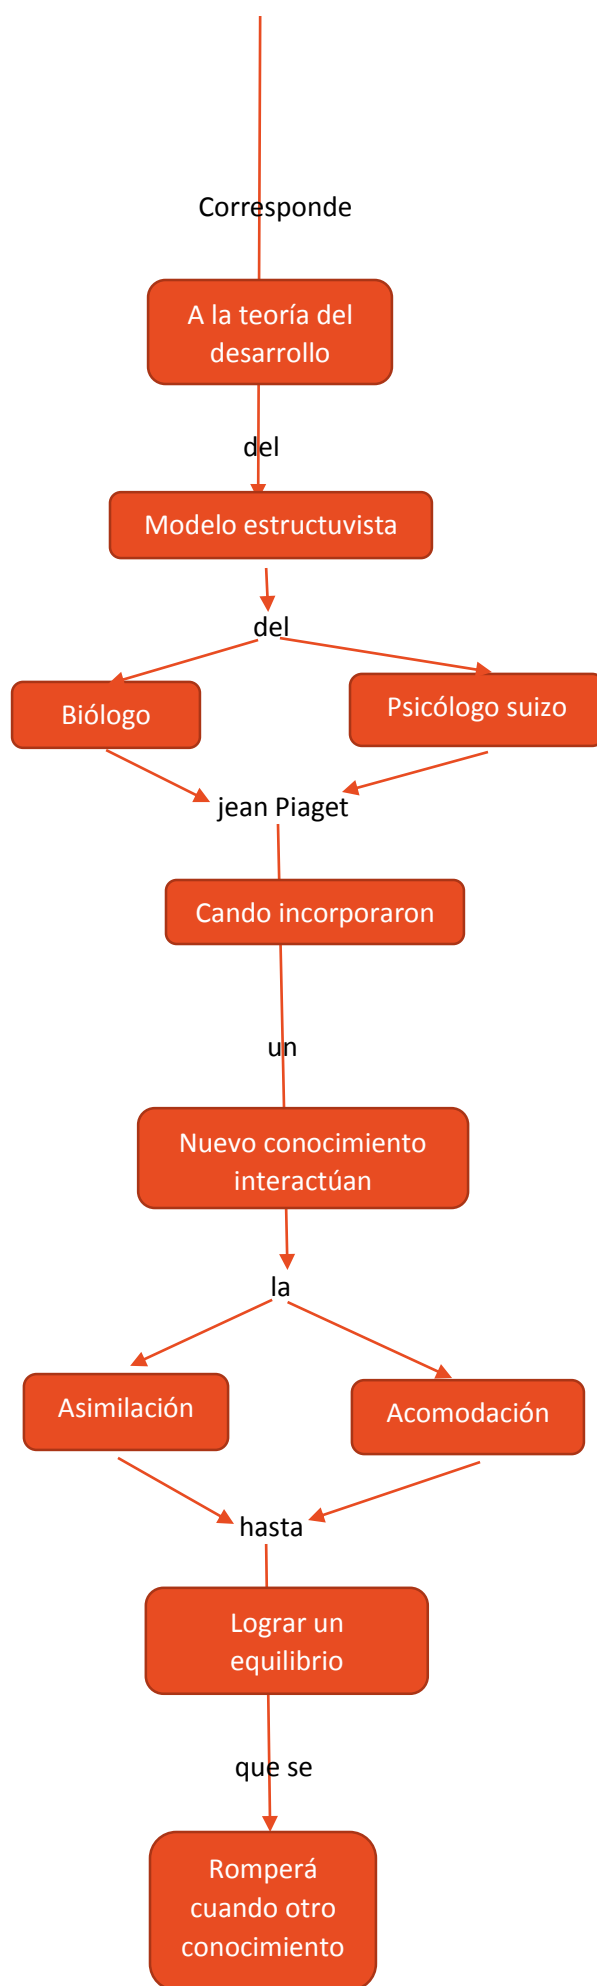 Corresponde
A la teoría del
desarrollo
del
Modelo estructuvista
del
Biólogo
Psicólogo suizo
jean Piaget
Cando incorporaron
un
Nuevo conocimiento
interactúan
la
Asimilación
Acomodación
hasta
Lograr un
equilibrio
que se
Romperá
cuando otro
conocimiento